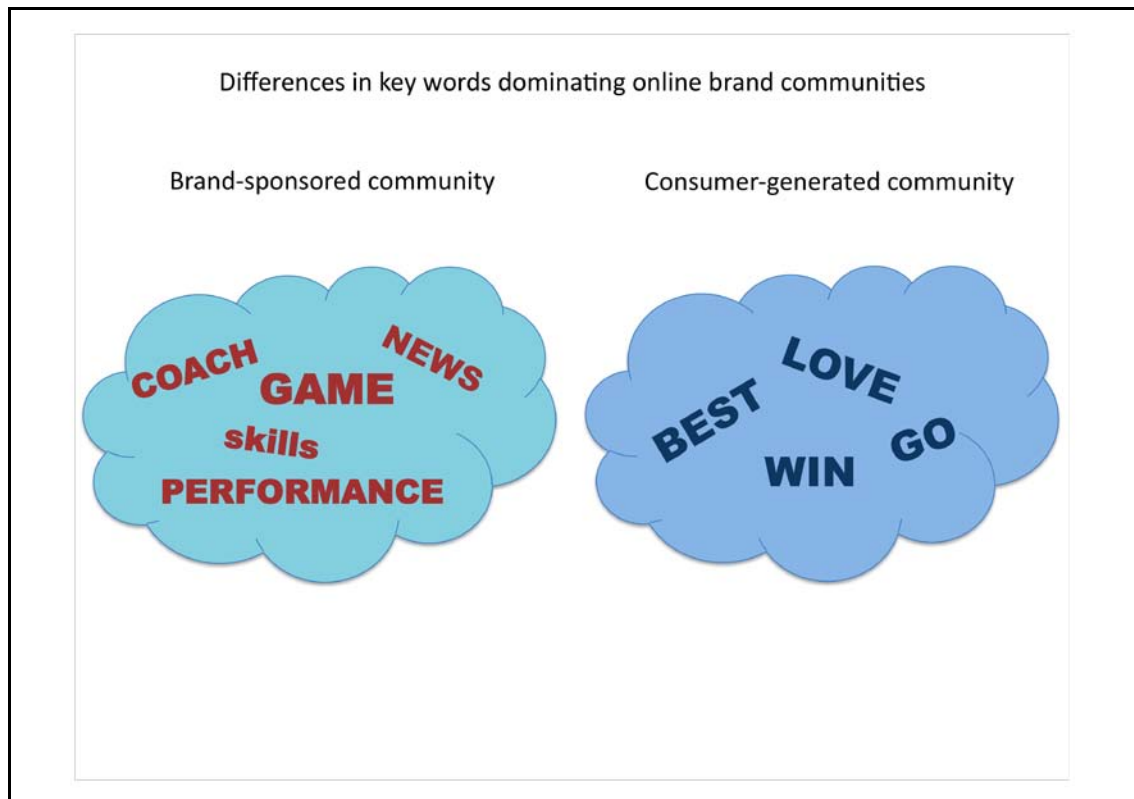 Differences in key words dominating online brand communities
Brand-sponsored community
Consumer-generated community
COACH
NEWS
GAME
skills
PERFORMANCE
LOVE
BEST
GO
WIN